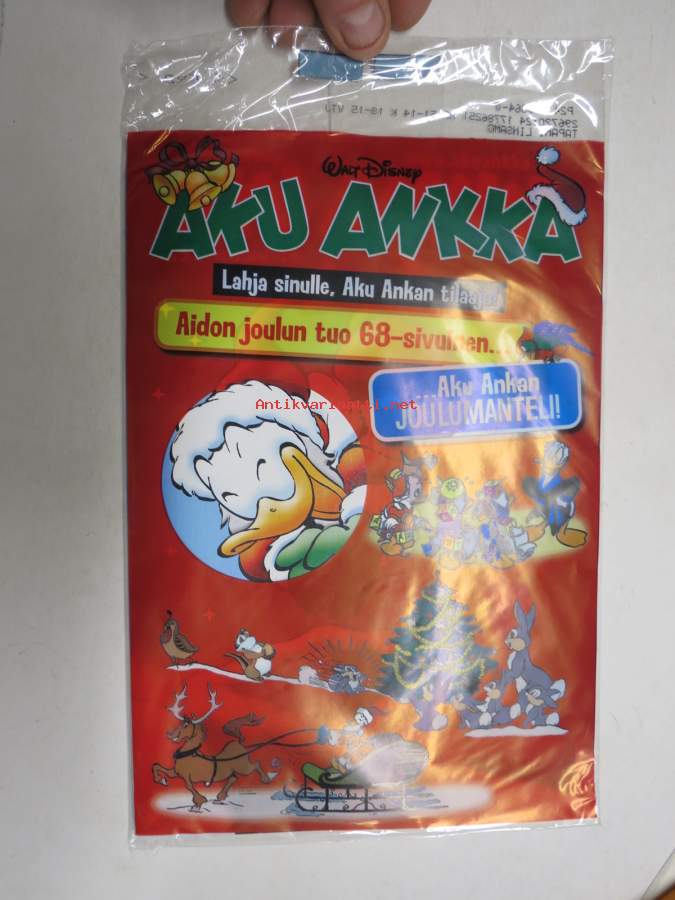 WALT DISNEY
AKU ANKKA
Lahja sinulle, Aku Ankan tilaaja!
Aidon joulun tuo 68-sivuinen...
...Aku Ankan
JOULUMANTELI!
Antikvariaatti.net